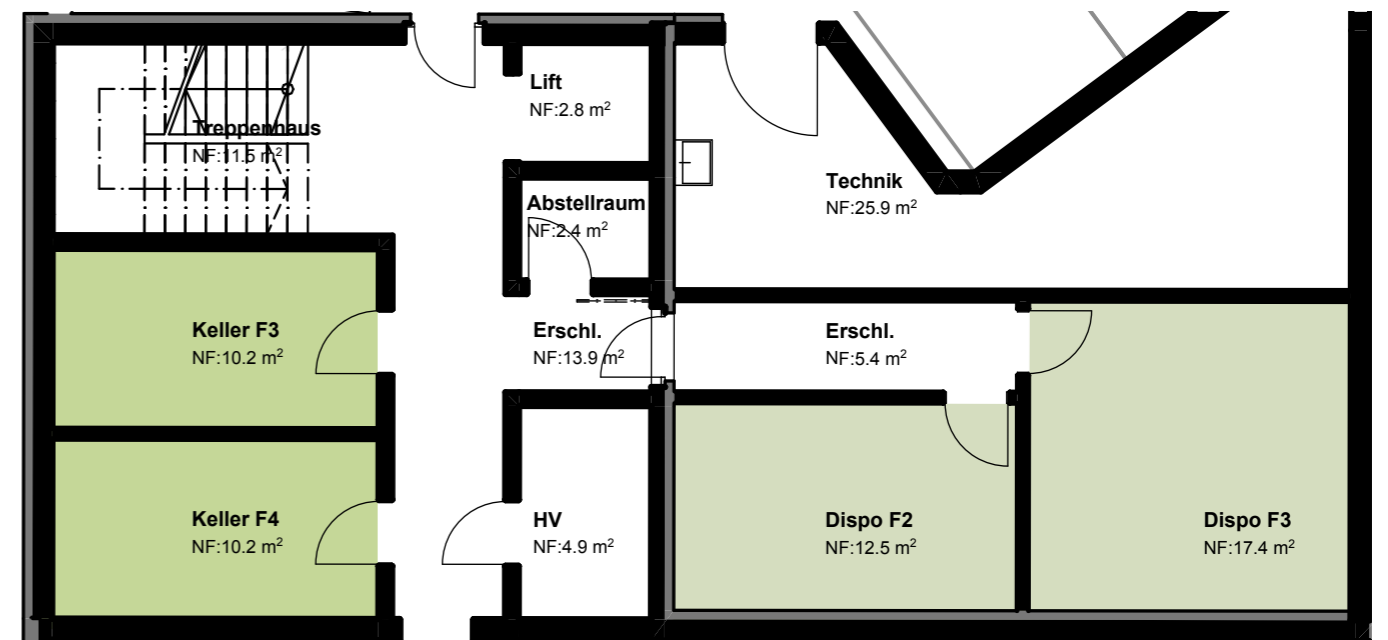 Lift
NF:2.8 m²
Treppenhaus
NF:11.5 m²
Technik
NF:25.9 m²
Abstellraum
NF:2.4 m²
Keller F3
NF:10.2 m²
Erschl.
NF:13.9 m²
Erschl.
NF:5.4 m²
Keller F4
NF:10.2 m²
HV
NF:4.9 m²
Dispo F2
NF:12.5 m²
Dispo F3
NF:17.4 m²